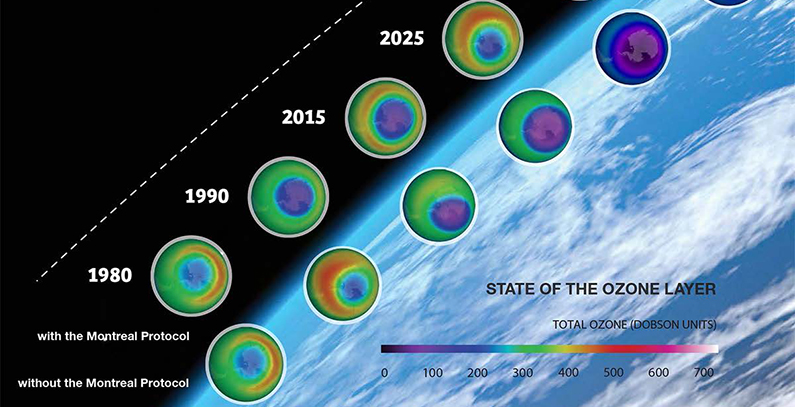 2025
2015
1990
1980
STATE OF THE OZONE LAYER
TOTAL OZONE (DOBSON UNITS)
with the Montreal Protocol
0 100 200 300 400 500 600 700
without the Montreal Protocol